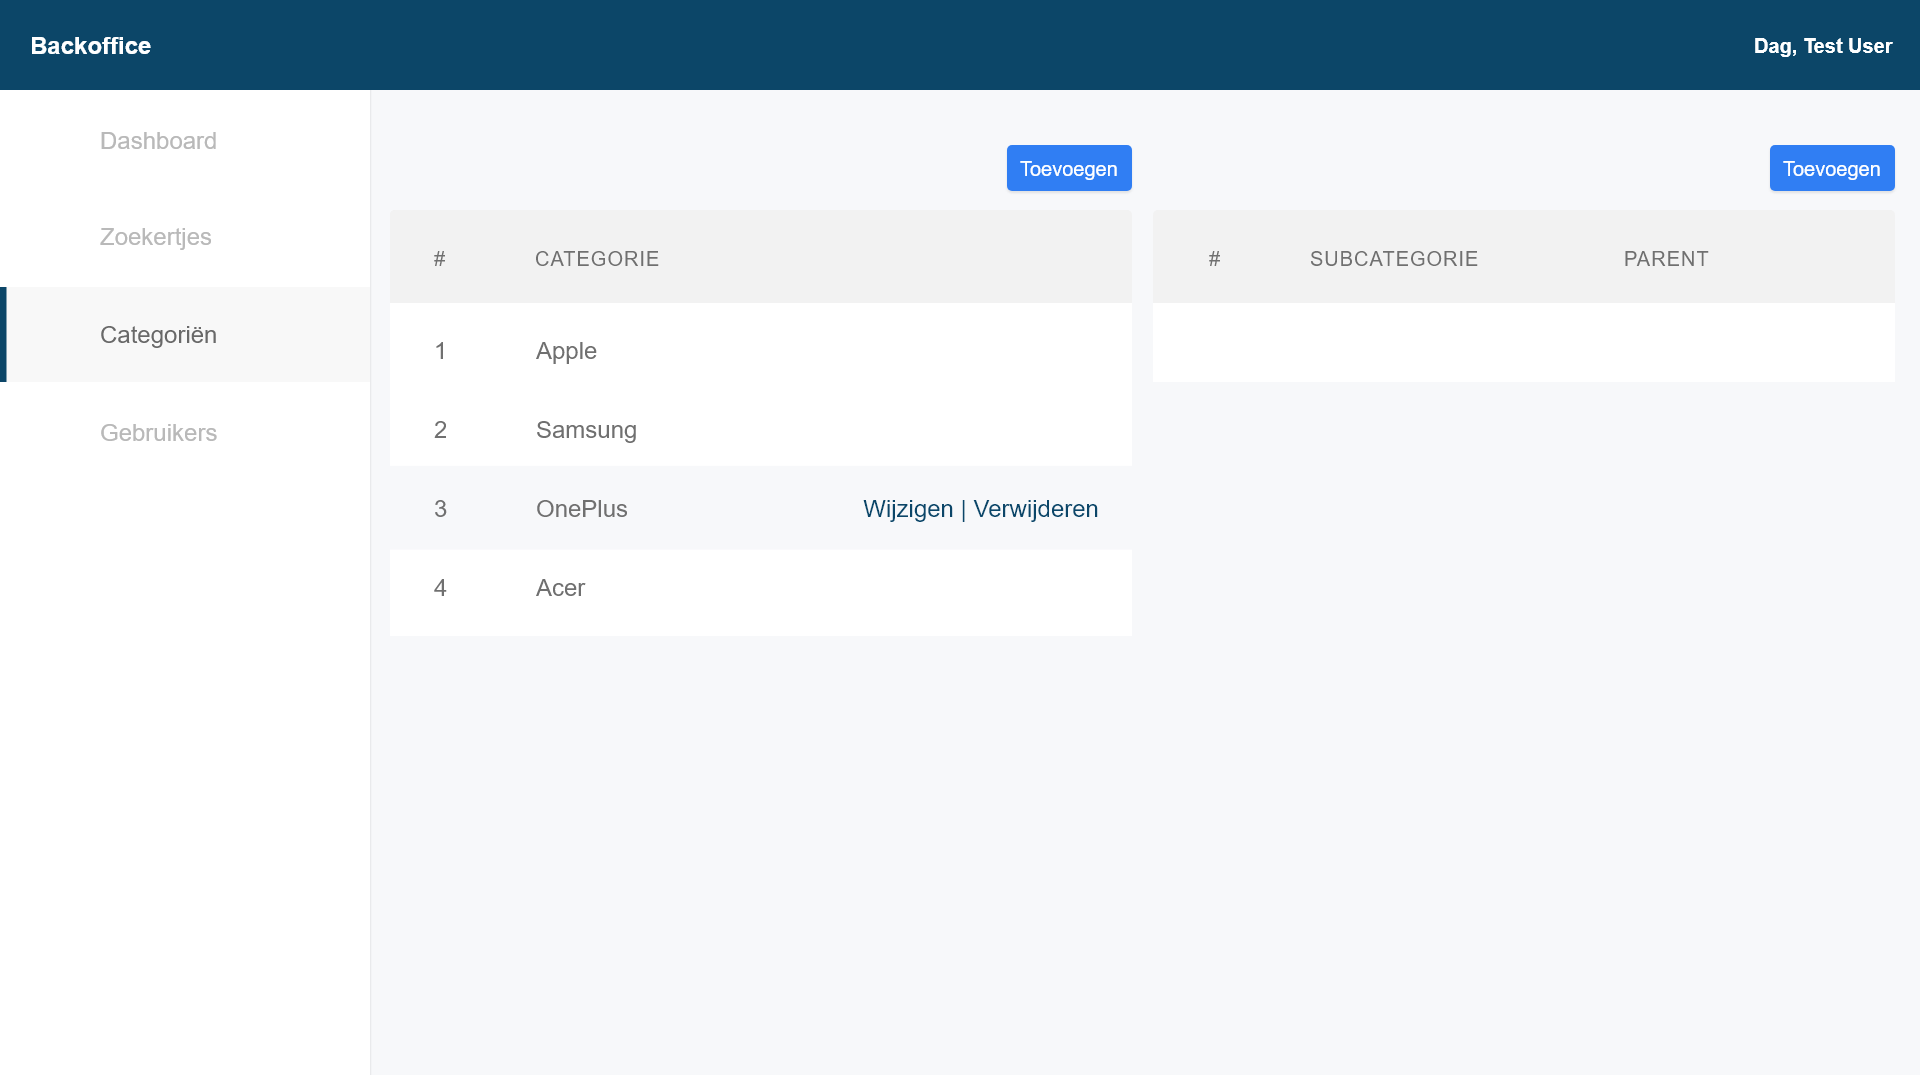 Backoffice
Dag, Test User
Dashboard
Zoekertjes
Categoriën
Gebruikers
Toevoegen
# CATEGORIE
1 Apple
2 Samsung
3 OnePlus Wijzigen | Verwijderen
4 Acer
Toevoegen
# SUBCATEGORIE PARENT